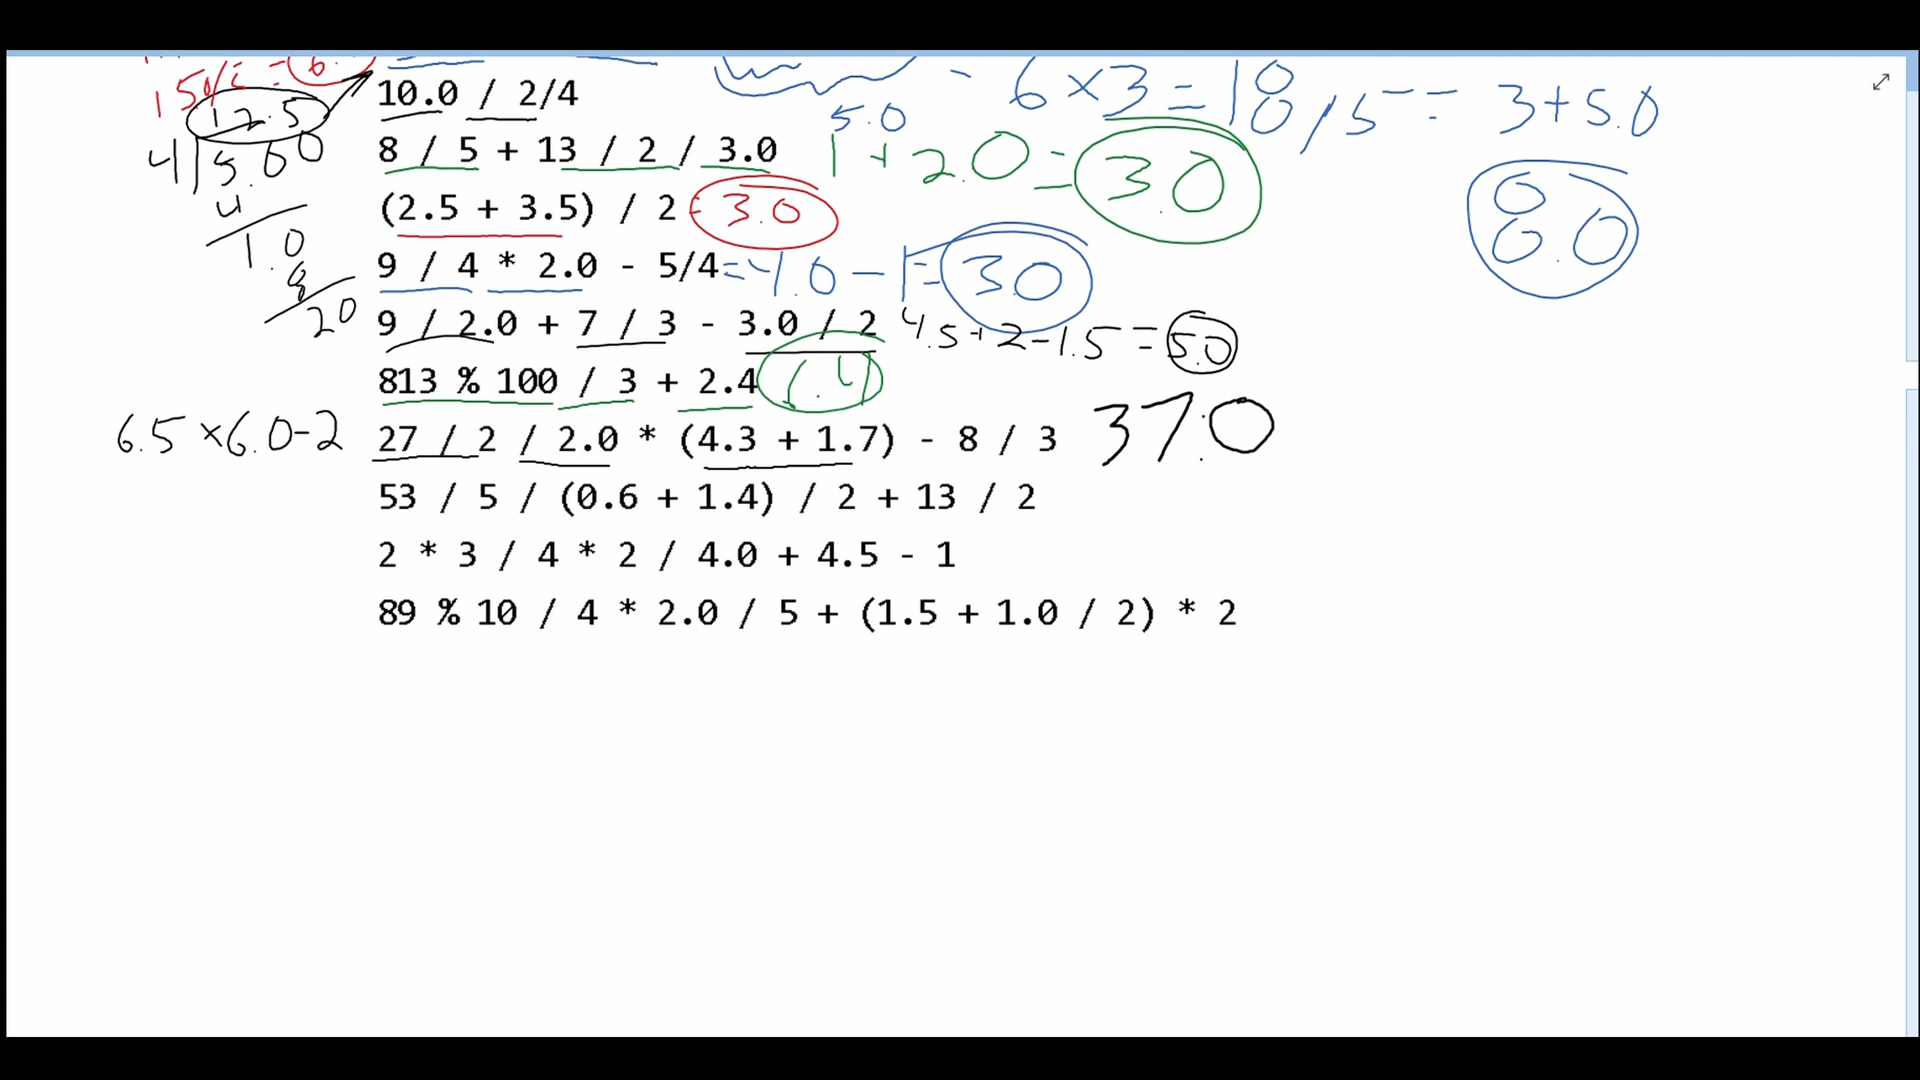 150/2 = 6.
10.0 / 2/4
6 × 3 = 18 / 5 = 3 + 5.0
12.5
5.0
4 5.00
8 / 5 + 13 / 2 / 3.0 1 + 2.0 = 3.0
4
(2.5 + 3.5) / 2 = 3.0
8.0
1.0
9 / 4 * 2.0 - 5/4 = 4.0 - 1 = 3.0
8
20
9 / 2.0 + 7 / 3 - 3.0 / 2 4.5 + 2 - 1.5 = 5.0
813 % 100 / 3 + 2.4
6.5 × 6.0 - 2 27 / 2 / 2.0 * (4.3 + 1.7) - 8 / 3 37.0
53 / 5 / (0.6 + 1.4) / 2 + 13 / 2
2 * 3 / 4 * 2 / 4.0 + 4.5 - 1
89 % 10 / 4 * 2.0 / 5 + (1.5 + 1.0 / 2) * 2